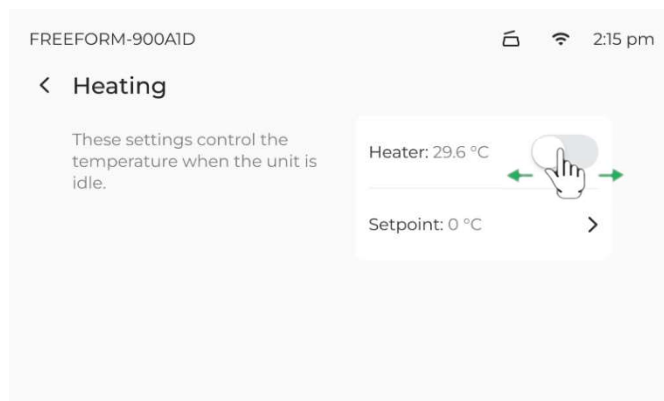 FREEFORM-900A1D 2:15 pm
Heating
These settings control the
temperature when the unit is
idle.
Heater: 29.6 °C
Setpoint: 0 °C